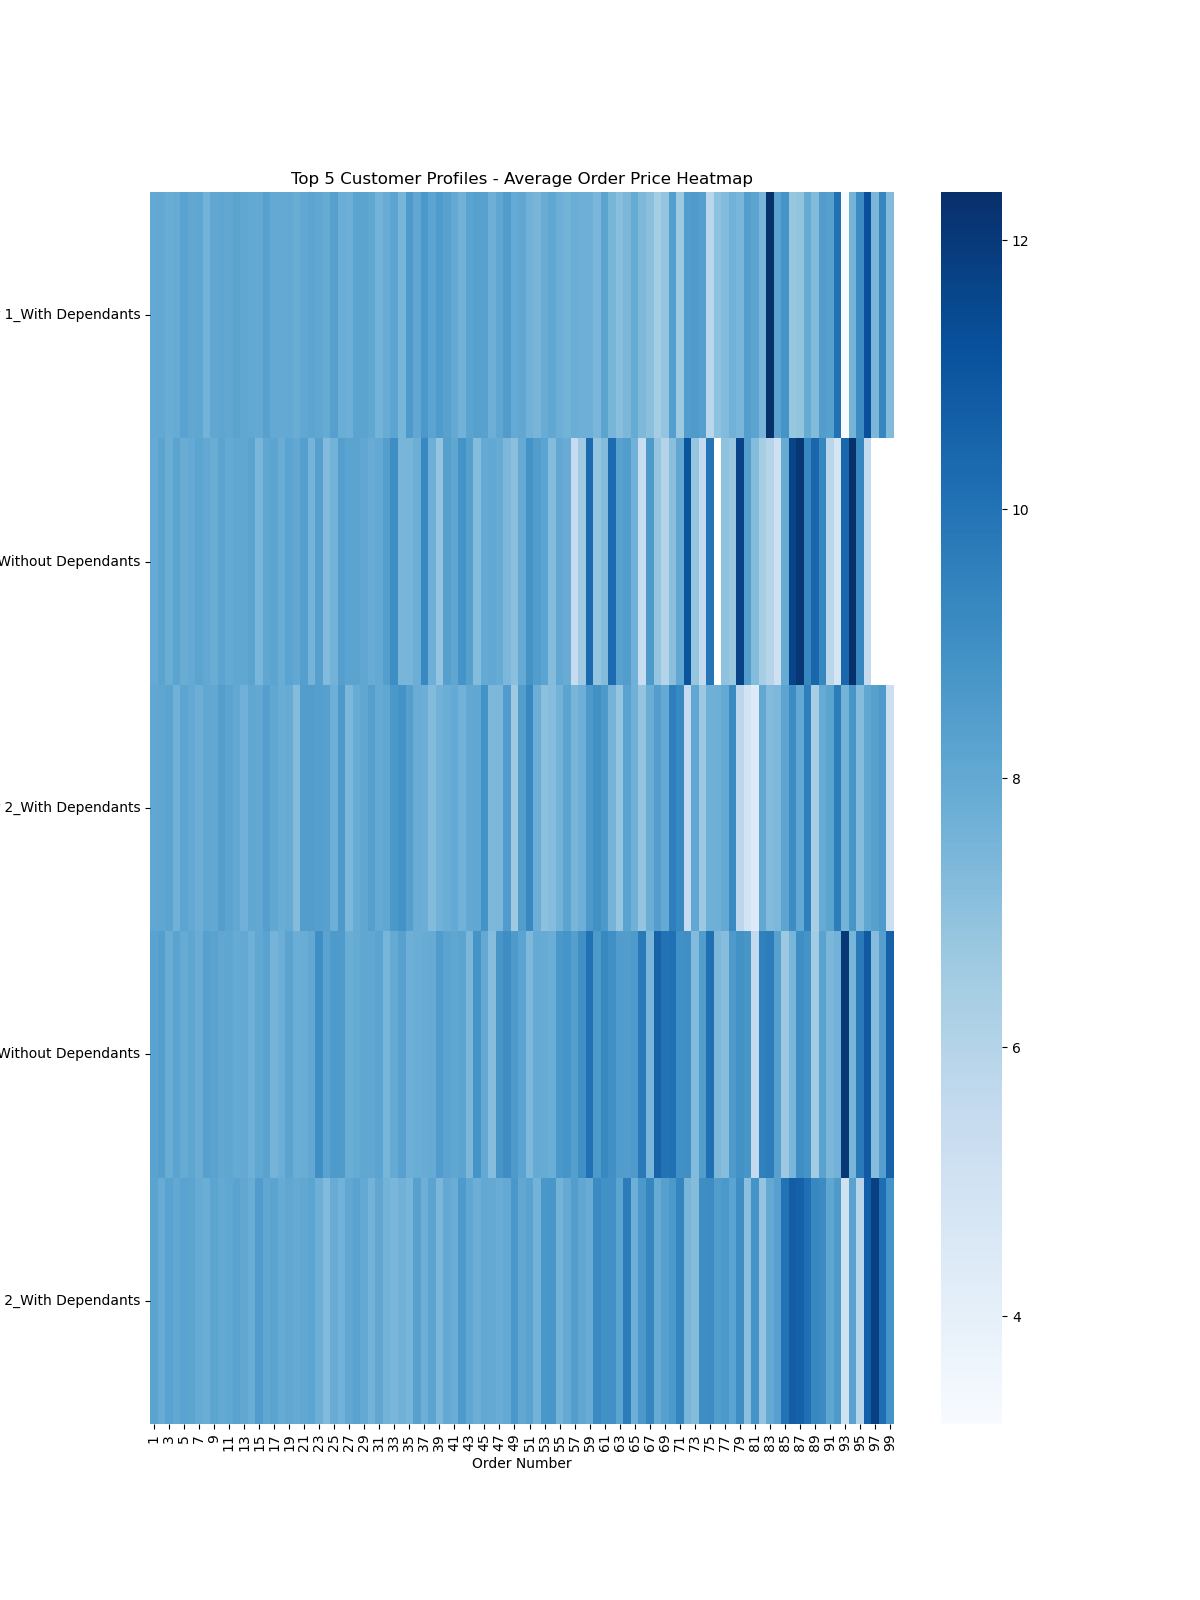 Top 5 Customer Profiles - Average Order Price Heatmap
1_With Dependants
Without Dependants
2_With Dependants
Without Dependants
2_With Dependants
1 3 5 7 9 11 13 15 17 19 21 23 25 27 29 31 33 35 37 39 41 43 45 47 49 51 53 55 57 59 61 63 65 67 69 71 73 75 77 79 81 83 85 87 89 91 93 95 97 99
Order Number
12
10
8
6
4